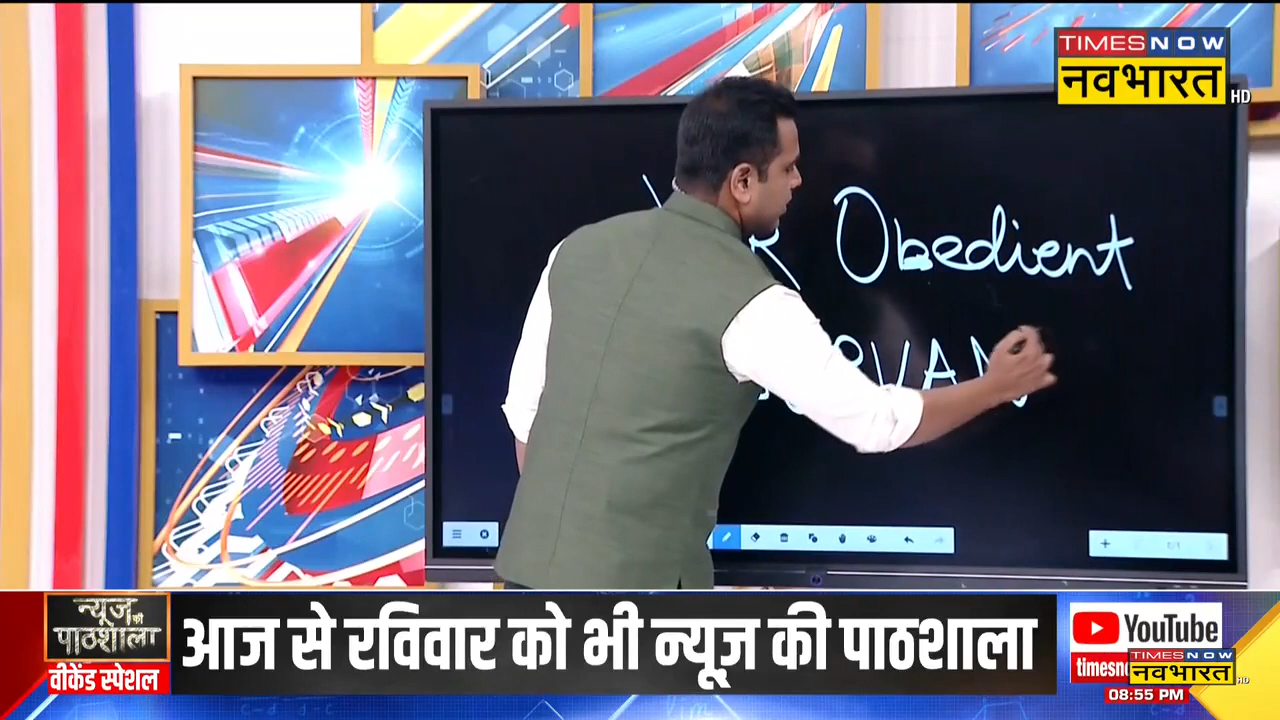 TIMES NOW
नवभारत
HD
Obedient
न्यूज़ की
पाठशाला
वीकेंड स्पेशल
आज से रविवार को भी न्यूज़ की पाठशाला
YouTube
TIMES NOW
नवभारत
HD
08:55 PM